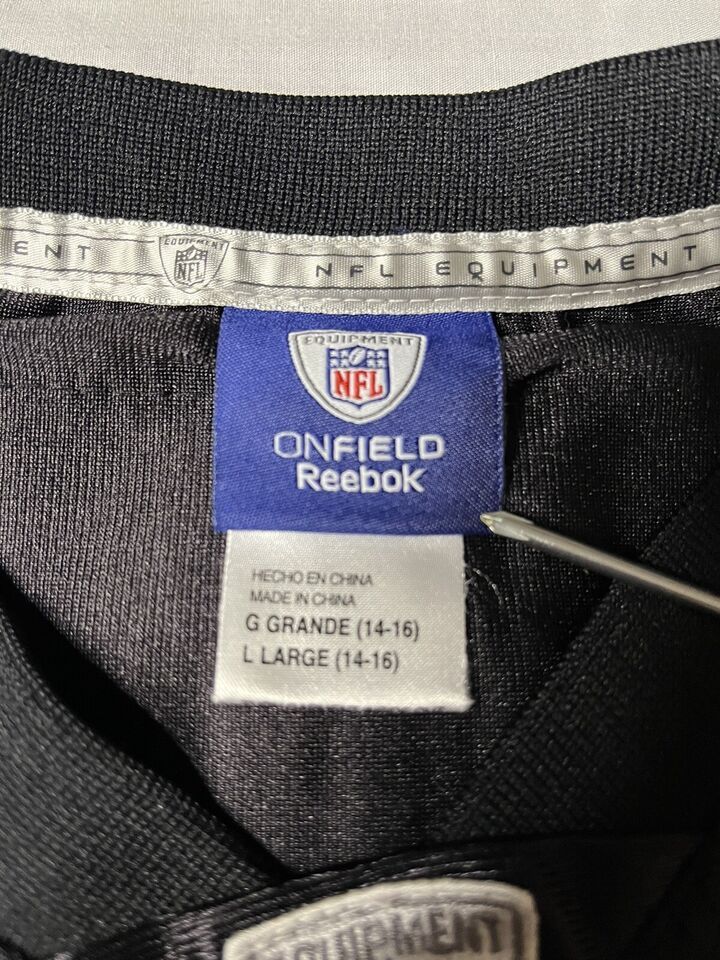 ENT EQUIPMENT NFL NFL EQUIPMENT
EQUIPMENT
NFL
ONFIELD
Reebok
HECHO EN CHINA
MADE IN CHINA
G GRANDE (14-16)
L LARGE (14-16)
EQUIPMENT